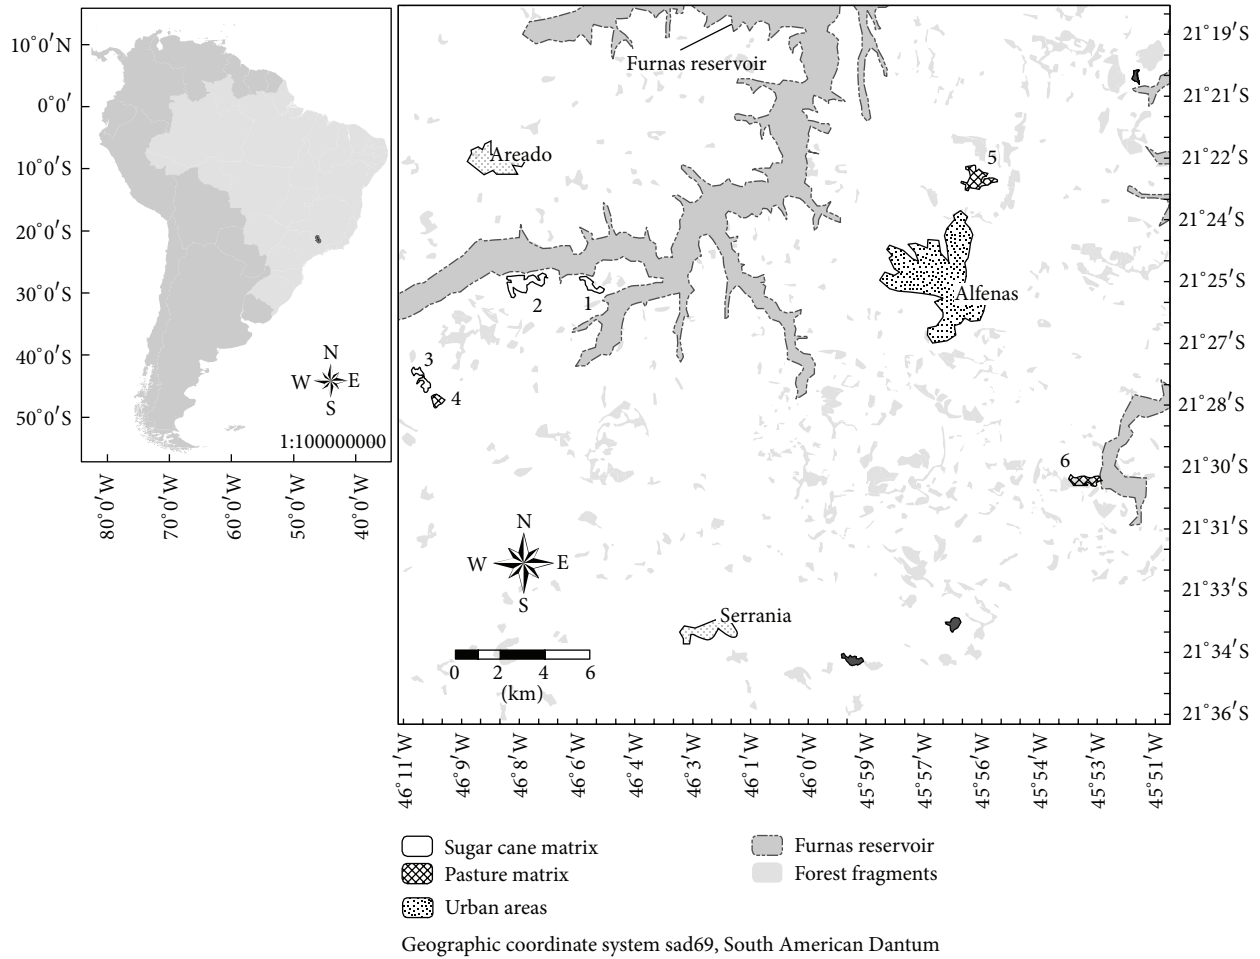 10°0′N
0°0′
10°0′S
20°0′S
30°0′S
40°0′S
50°0′S
N
W E
S
1:100000000
80°0′W
70°0′W
60°0′W
50°0′W
40°0′W
Furnas reservoir
Areado
5
Alfenas
2
1
3
4
6
N
W E
S
Serrania
0 2 4 6
(km)
21°19′S
21°21′S
21°22′S
21°24′S
21°25′S
21°27′S
21°28′S
21°30′S
21°31′S
21°33′S
21°34′S
21°36′S
46°11′W
46°9′W
46°8′W
46°6′W
46°4′W
46°3′W
46°1′W
46°0′W
45°59′W
45°57′W
45°56′W
45°54′W
45°53′W
45°51′W
Sugar cane matrix
Pasture matrix
Urban areas
Furnas reservoir
Forest fragments
Geographic coordinate system sad69, South American Dantum